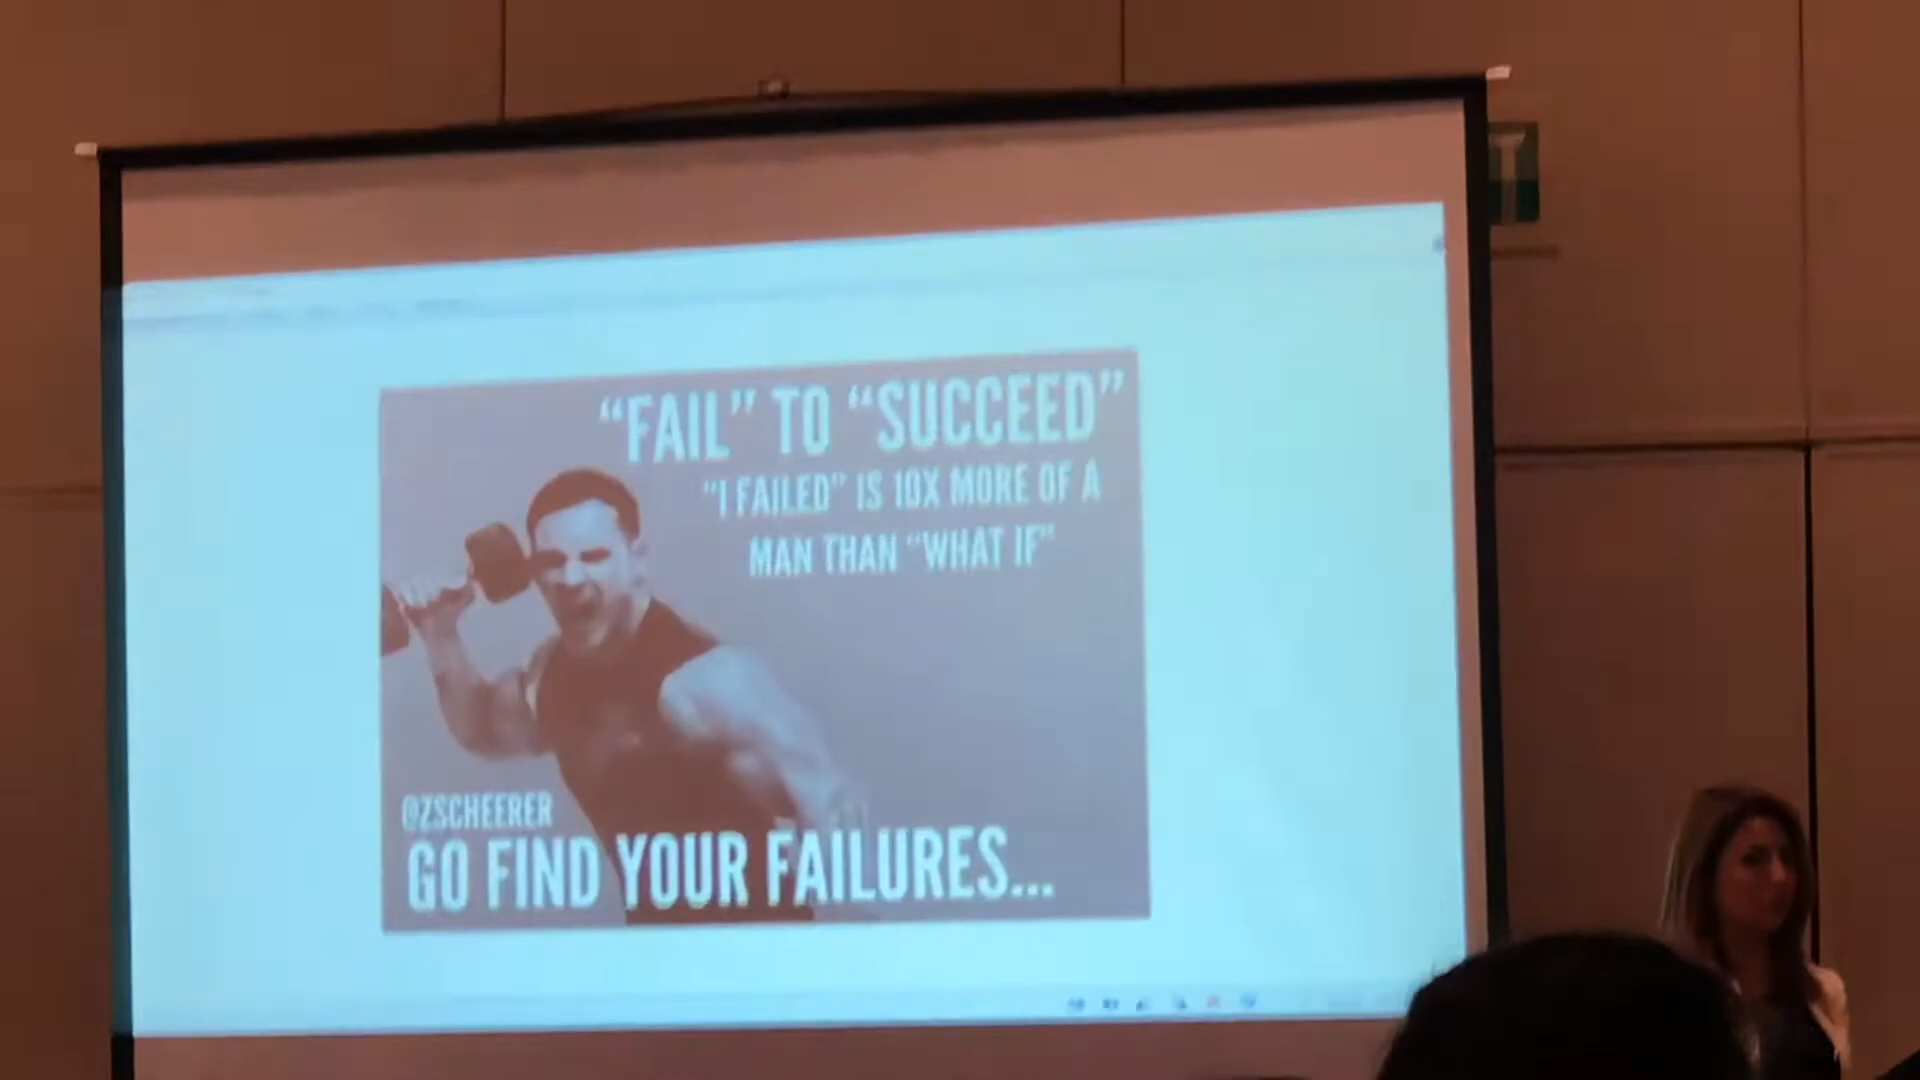 “FAIL” TO “SUCCEED”
“I FAILED” IS 10X MORE OF A
MAN THAN “WHAT IF”
@ZSCHEERER
GO FIND YOUR FAILURES...